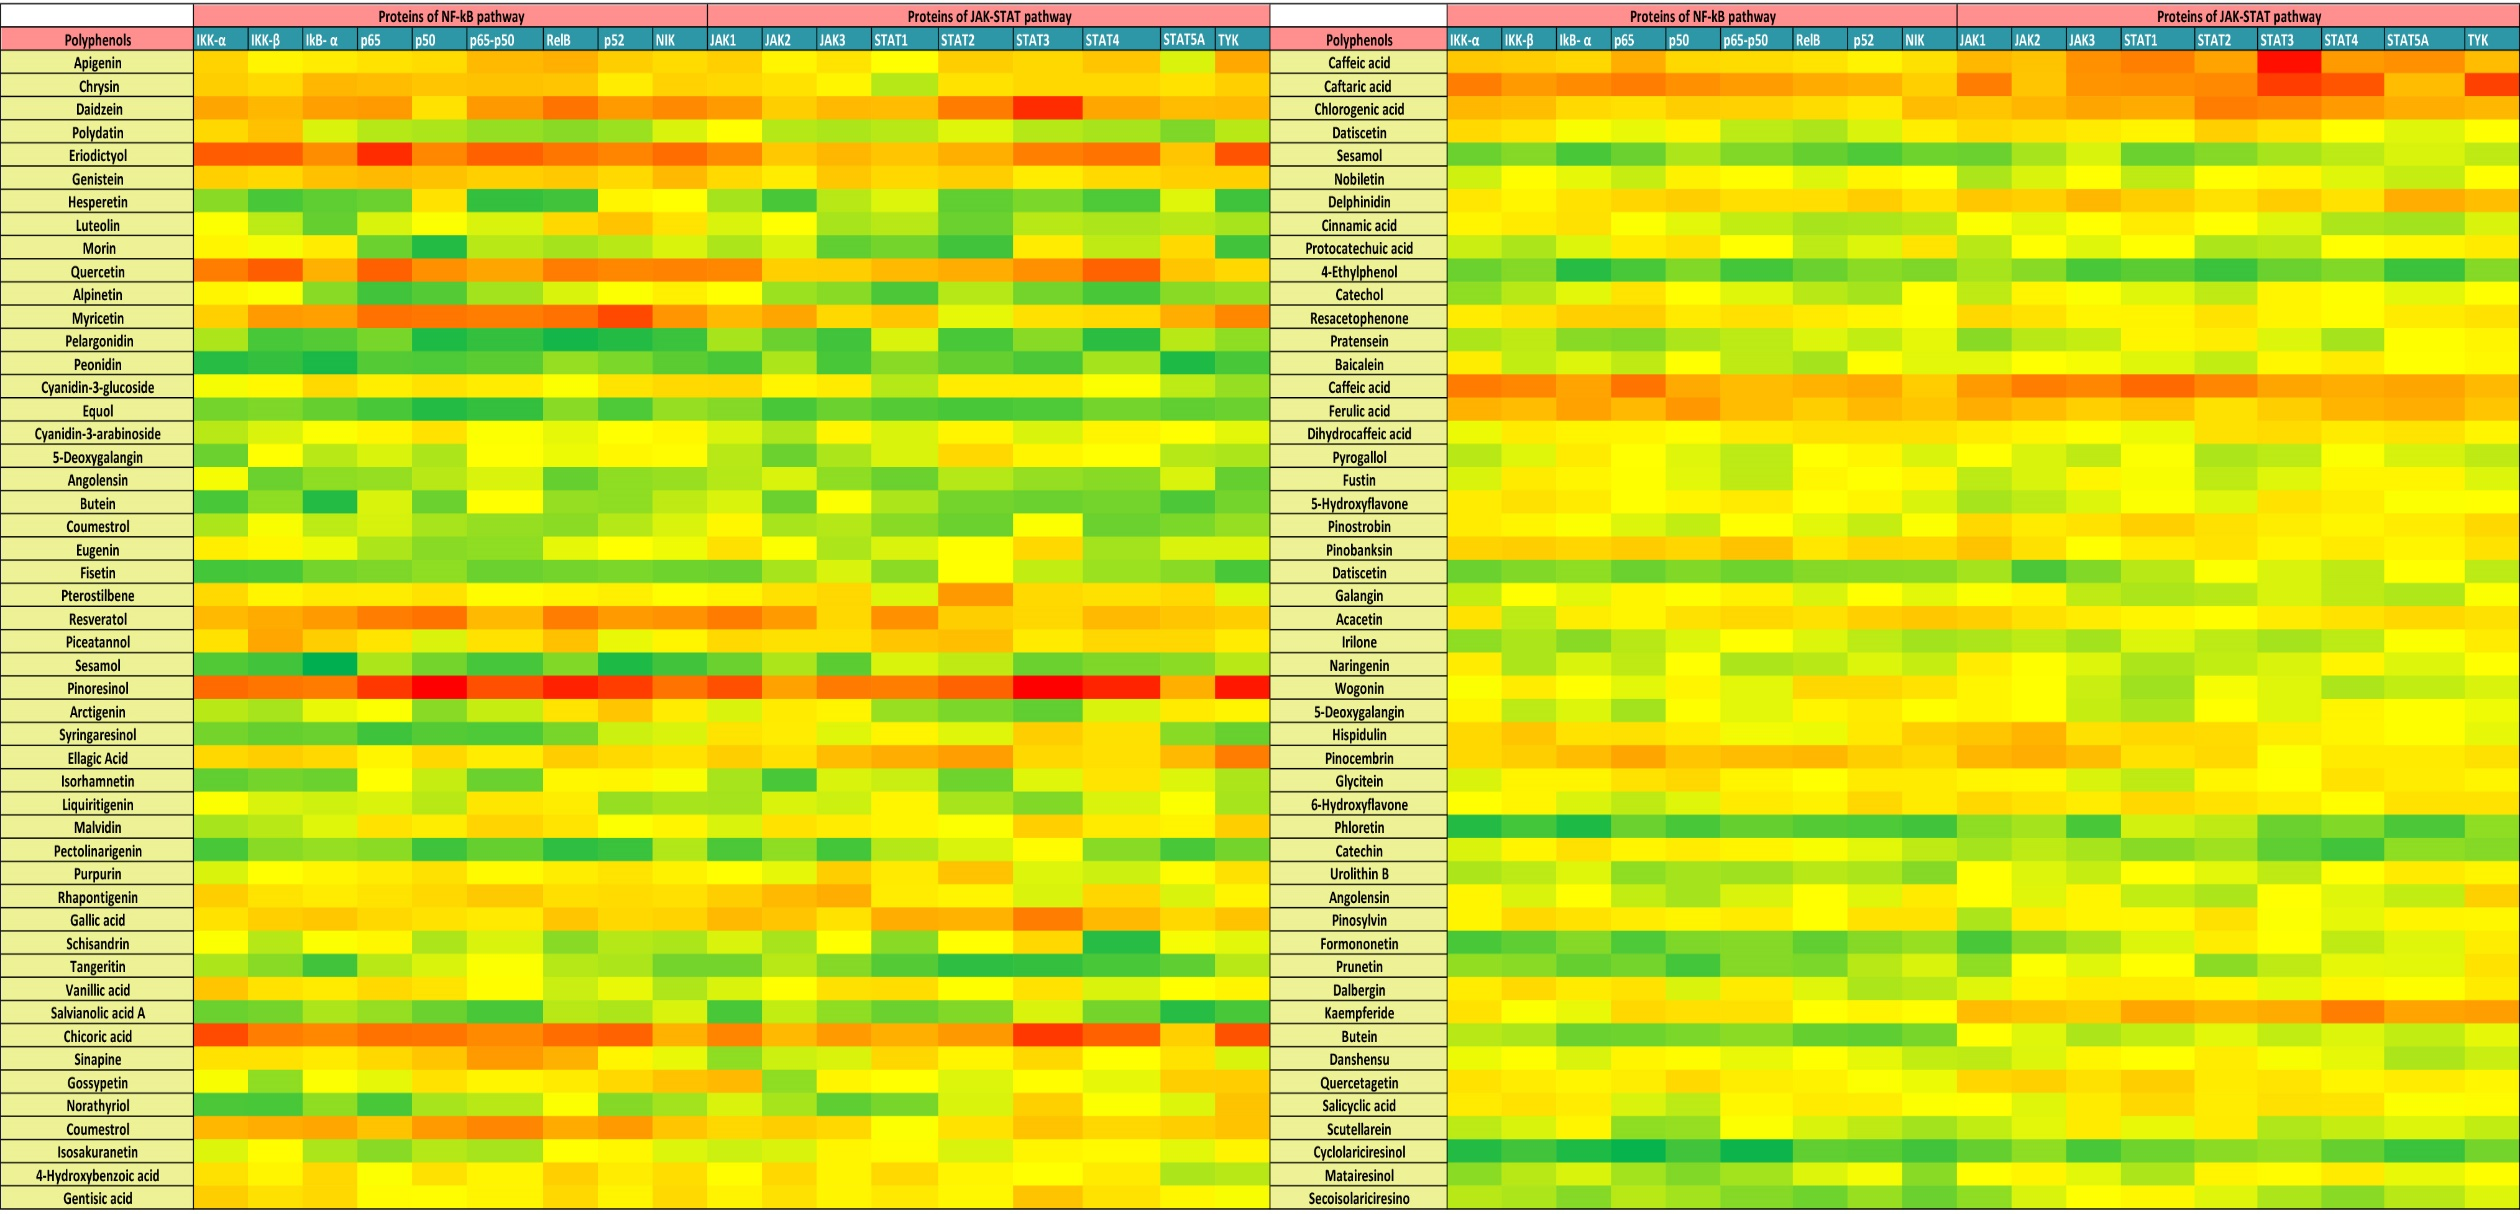 Proteins of NF-kB pathway Proteins of JAK-STAT pathway Proteins of NF-kB pathway Proteins of JAK-STAT pathway
Polyphenols IKK-α IKK-β IkB- α p65 p50 p65-p50 RelB p52 NIK JAK1 JAK2 JAK3 STAT1 STAT2 STAT3 STAT4 STAT5A TYK Polyphenols IKK-α IKK-β IkB- α p65 p50 p65-p50 RelB p52 NIK JAK1 JAK2 JAK3 STAT1 STAT2 STAT3 STAT4 STAT5A TYK
Apigenin Caffeic acid
Chrysin Caftaric acid
Daidzein Chlorogenic acid
Polydatin Datiscetin
Eriodictyol Sesamol
Genistein Nobiletin
Hesperetin Delphinidin
Luteolin Cinnamic acid
Morin Protocatechuic acid
Quercetin 4-Ethylphenol
Alpinetin Catechol
Myricetin Resacetophenone
Pelargonidin Pratensein
Peonidin Baicalein
Cyanidin-3-glucoside Caffeic acid
Equol Ferulic acid
Cyanidin-3-arabinoside Dihydrocaffeic acid
5-Deoxygalangin Pyrogallol
Angolensin Fustin
Butein 5-Hydroxyflavone
Coumestrol Pinostrobin
Eugenin Pinobanksin
Fisetin Datiscetin
Pterostilbene Galangin
Resveratol Acacetin
Piceatannol Irilone
Sesamol Naringenin
Pinoresinol Wogonin
Arctigenin 5-Deoxygalangin
Syringaresinol Hispidulin
Ellagic Acid Pinocembrin
Isorhamnetin Glycitein
Liquiritigenin 6-Hydroxyflavone
Malvidin Phloretin
Pectolinarigenin Catechin
Purpurin Urolithin B
Rhapontigenin Angolensin
Gallic acid Pinosylvin
Schisandrin Formononetin
Tangeritin Prunetin
Vanillic acid Dalbergin
Salvianolic acid A Kaempferide
Chicoric acid Butein
Sinapine Danshensu
Gossypetin Quercetagetin
Norathyriol Salicyclic acid
Coumestrol Scutellarein
Isosakuranetin Cyclolariciresinol
4-Hydroxybenzoic acid Matairesinol
Gentisic acid Secoisolariciresino